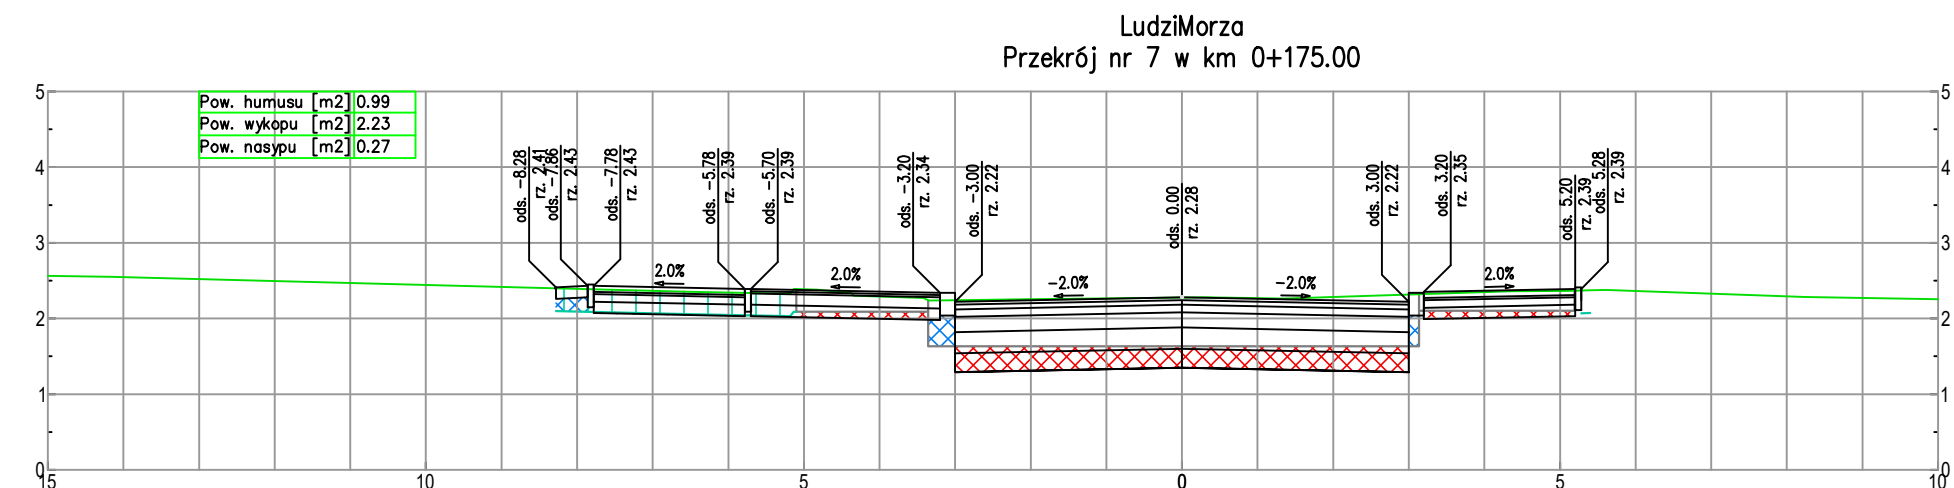 LudziMorza
Przekrój nr 7 w km 0+175.00
Pow. humusu [m2] 0.99
Pow. wykopu [m2] 2.23
Pow. nasypu [m2] 0.27
5
4
3
2
1
0
ods. -8.28
rz. 2.41
ods. -7.86
rz. 2.43
ods. -7.78
rz. 2.43
ods. -5.78
rz. 2.39
ods. -5.70
rz. 2.39
ods. -3.20
rz. 2.34
ods. -3.00
rz. 2.22
ods. 0.00
rz. 2.28
ods. 3.00
rz. 2.22
ods. 3.20
rz. 2.35
ods. 5.20
rz. 2.39
ods. 5.28
rz. 2.39
2.0% 2.0% -2.0% -2.0% 2.0%
5
4
3
2
1
0
15 10 5 0 5 10